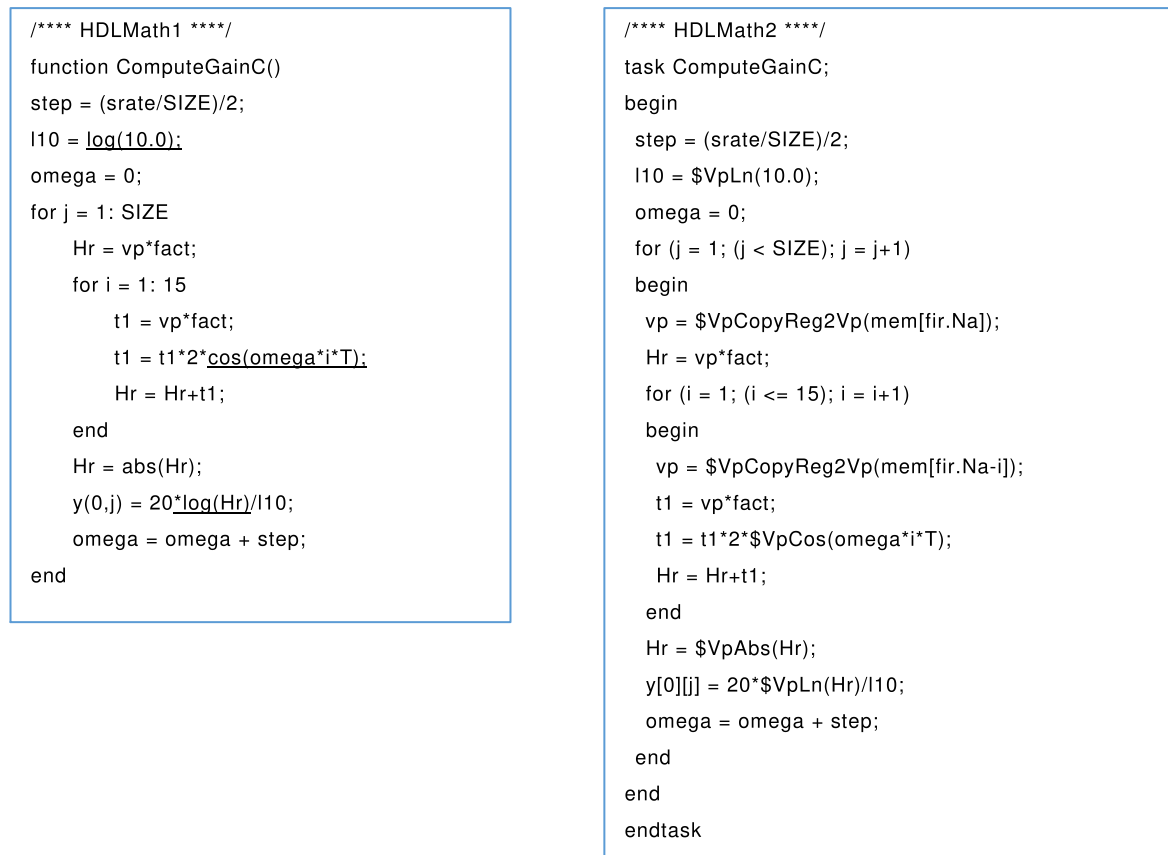 /**** HDLMath1 ****/
function ComputeGainC()
step = (srate/SIZE)/2;
l10 = log(10.0);
omega = 0;
for j = 1: SIZE
Hr = vp*fact;
for i = 1: 15
t1 = vp*fact;
t1 = t1*2*cos(omega*i*T);
Hr = Hr+t1;
end
Hr = abs(Hr);
y(0,j) = 20*log(Hr)/l10;
omega = omega + step;
end
/**** HDLMath2 ****/
task ComputeGainC;
begin
step = (srate/SIZE)/2;
l10 = $VpLn(10.0);
omega = 0;
for (j = 1; (j < SIZE); j = j+1)
begin
vp = $VpCopyReg2Vp(mem[fir.Na]);
Hr = vp*fact;
for (i = 1; (i <= 15); i = i+1)
begin
vp = $VpCopyReg2Vp(mem[fir.Na-i]);
t1 = vp*fact;
t1 = t1*2*$VpCos(omega*i*T);
Hr = Hr+t1;
end
Hr = $VpAbs(Hr);
y[0][j] = 20*$VpLn(Hr)/l10;
omega = omega + step;
end
end
endtask